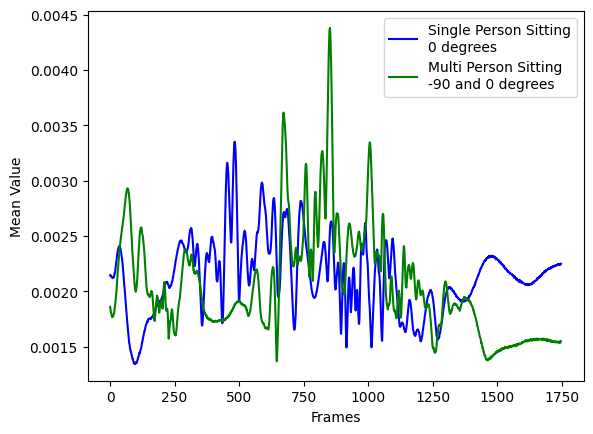 0.0045
0.0040
0.0035
0.0030
0.0025
0.0020
0.0015
Mean Value
Single Person Sitting
0 degrees
Multi Person Sitting
-90 and 0 degrees
0 250 500 750 1000 1250 1500 1750
Frames